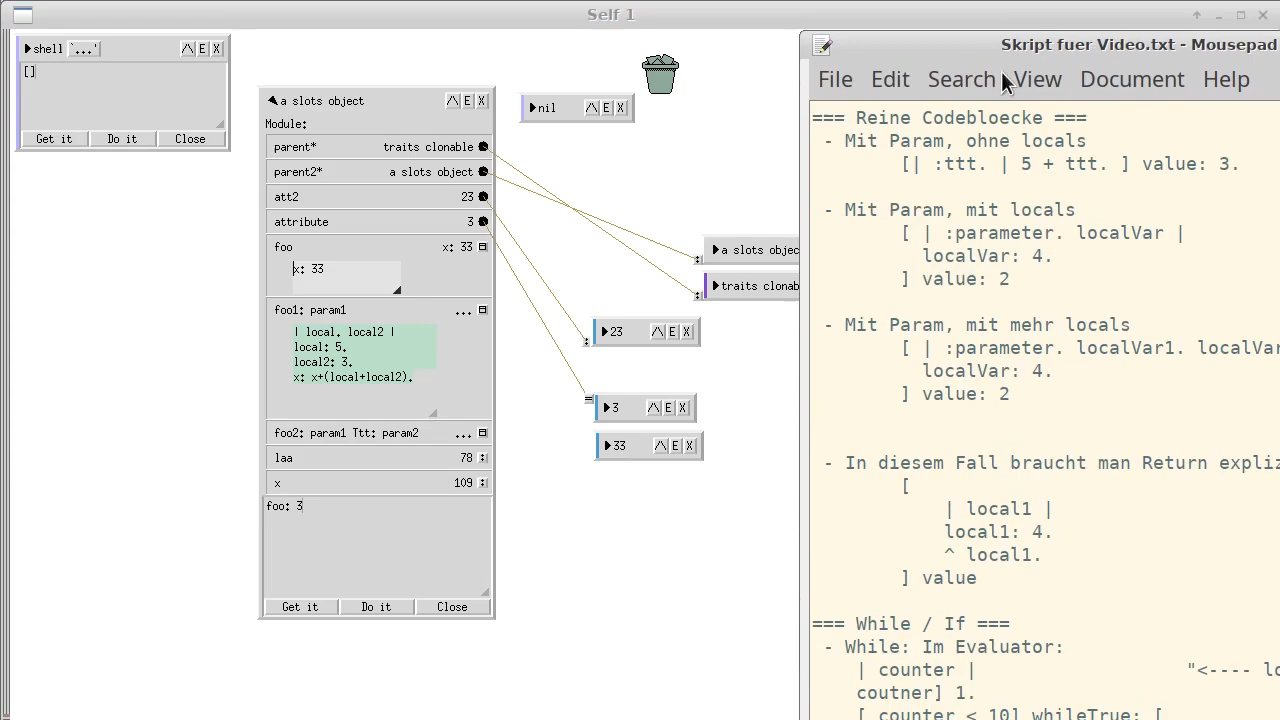 Self 1
shell `...'
E X
[]
Get it Do it Close
a slots object
E X
Module:
parent* traits clonable
parent2* slots object
att2 23
tribute 3
foo x: 33
x: 33
foo1: param1 ...
| local. local2 |
local: 5.
local2: 3.
x: x+(local+local2).
foo2: param1 Ttt: param2 ...
laa 78
x 109
foo: 3
Get it Do it Close
nil E X
a slots objec
traits clonab
23 E X
3 E X
33 E X
Skript fuer Video.txt - Mousepad
File Edit Search View Document Help
=== Reine Codebloecke ===
- Mit Param, ohne locals
[| :ttt. | 5 + ttt. ] value: 3.
- Mit Param, mit locals
[ | :parameter. localVar |
localVar: 4.
] value: 2
- Mit Param, mit mehr locals
[ | :parameter. localVar1. localVar
localVar: 4.
] value: 2
- In diesem Fall braucht man Return expliz
[
| local1 |
local1: 4.
^ local1.
] value
=== While / If ===
- While: Im Evaluator:
| counter | "<---- lo
coutner] 1.
[ counter < 10] whileTrue: [